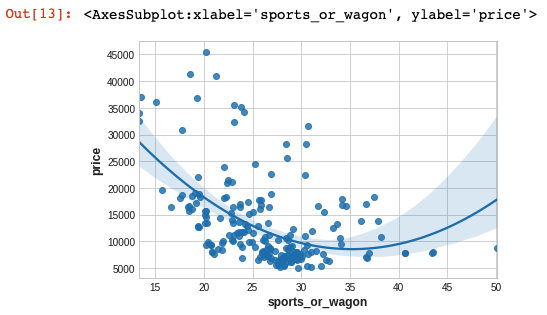 Out[13]: <AxesSubplot:xlabel='sports_or_wagon', ylabel='price'>
45000
40000
35000
30000
25000
20000
15000
10000
5000
price
15 20 25 30 35 40 45 50
sports_or_wagon